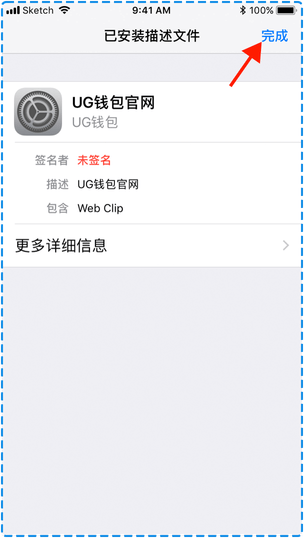 Sketch 9:41 AM 100%
已安装描述文件 完成
UG钱包官网
UG钱包
签名者 未签名
描述 UG钱包官网
包含 Web Clip
更多详细信息